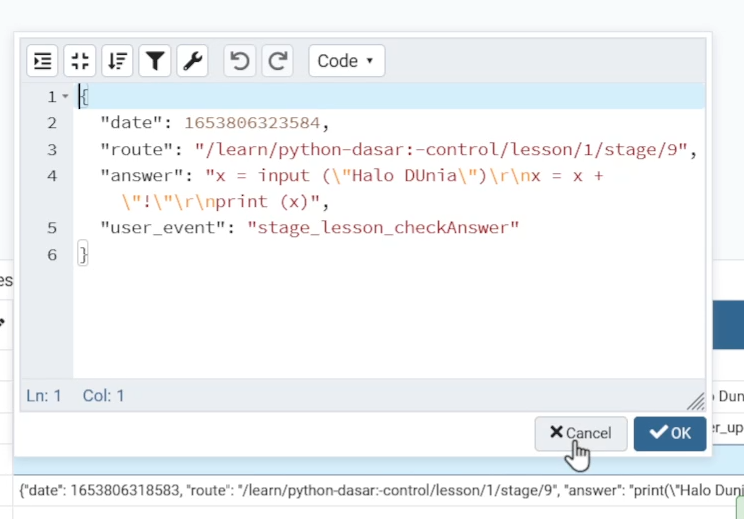 Code
1 {
2 "date": 1653806323584,
3 "route": "/learn/python-dasar:-control/lesson/1/stage/9",
4 "answer": "x = input (\"Halo DUnia\")\r\nx = x +
\"!\"\r\nprint (x)",
5 "user_event": "stage_lesson_checkAnswer"
6 }
es
Ln: 1 Col: 1
Dun
Cancel OK
er_up
{"date": 1653806318583, "route": "/learn/python-dasar:-control/lesson/1/stage/9", "answer": "print(\"Halo Duni